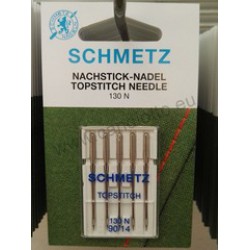 SCHMETZ
NACHSTICK-NADEL
TOPSTITCH NEEDLE
130 N
SCHMETZ
TOPSTITCH
130 N
90/14